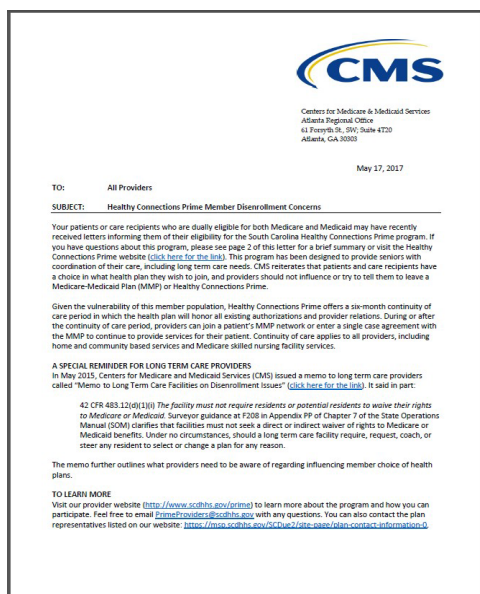 CMS
Centers for Medicare & Medicaid Services
Atlanta Regional Office
61 Forsyth St., SW; Suite 4T20
Atlanta, GA 30303
May 17, 2017
TO: All Providers
SUBJECT: Healthy Connections Prime Member Disenrollment Concerns
Your patients or care recipients who are dually eligible for both Medicare and Medicaid may have recently
received letters informing them of their eligibility for the South Carolina Healthy Connections Prime program. If
you have questions about this program, please see page 2 of this letter for a brief summary or visit the Healthy
Connections Prime website (click here for the link). This program has been designed to provide seniors with
coordination of their care, including long term care needs. CMS reiterates that patients and care recipients have
a choice in what health plan they wish to join, and providers should not influence or try to tell them to leave a
Medicare-Medicaid Plan (MMP) or Healthy Connections Prime.
Given the vulnerability of this member population, Healthy Connections Prime offers a six-month continuity of
care period in which the health plan will honor all existing authorizations and provider relations. During or after
the continuity of care period, providers can join a patient's MMP network or enter a single case agreement with
the MMP to continue to provide services for their patient. Continuity of care applies to all providers, including
home and community based services and Medicare skilled nursing facility services.
A SPECIAL REMINDER FOR LONG TERM CARE PROVIDERS
In May 2015, Centers for Medicare and Medicaid Services (CMS) issued a memo to long term care providers
called "Memo to Long Term Care Facilities on Disenrollment Issues" (click here for the link). It said in part:
42 CFR 483.12(d)(1)(i) The facility must not require residents or potential residents to waive their rights
to Medicare or Medicaid. Surveyor guidance at F208 in Appendix PP of Chapter 7 of the State Operations
Manual (SOM) clarifies that facilities must not seek a direct or indirect waiver of rights to Medicare or
Medicaid benefits. Under no circumstances, should a long term care facility require, request, coach, or
steer any resident to select or change a plan for any reason.
The memo further outlines what providers need to be aware of regarding influencing member choice of health
plans.
TO LEARN MORE
Visit our provider website (http://www.scdhhs.gov/prime) to learn more about the program and how you can
participate. Feel free to email PrimeProviders@scdhhs.gov with any questions. You can also contact the plan
representatives listed on our website: https://msp.scdhhs.gov/SCDue2/site-page/plan-contact-information-0.